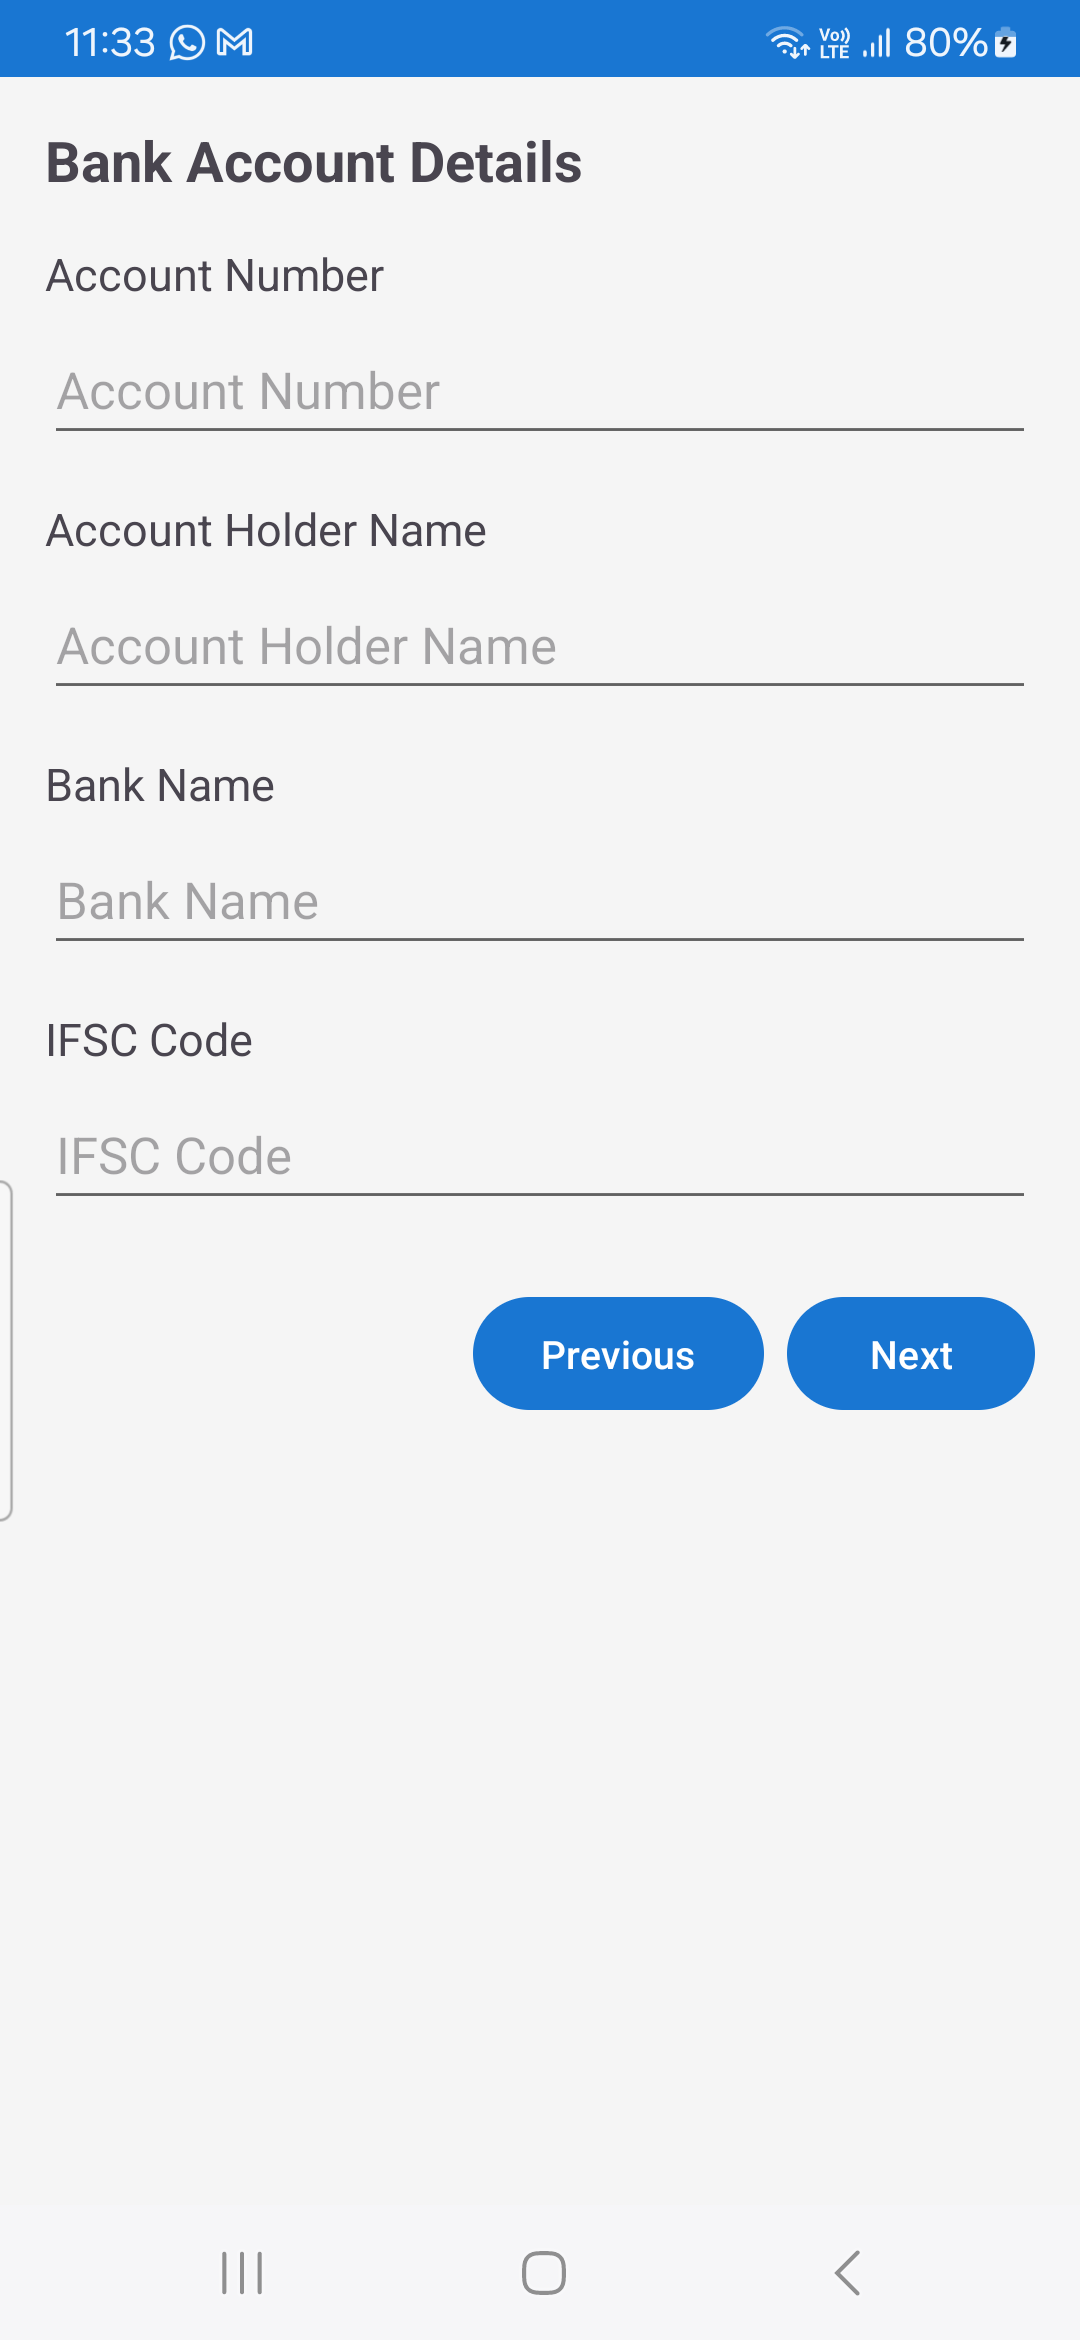 11:33 Vo)) LTE 80%
Bank Account Details
Account Number
Account Number
Account Holder Name
Account Holder Name
Bank Name
Bank Name
IFSC Code
IFSC Code
Previous Next